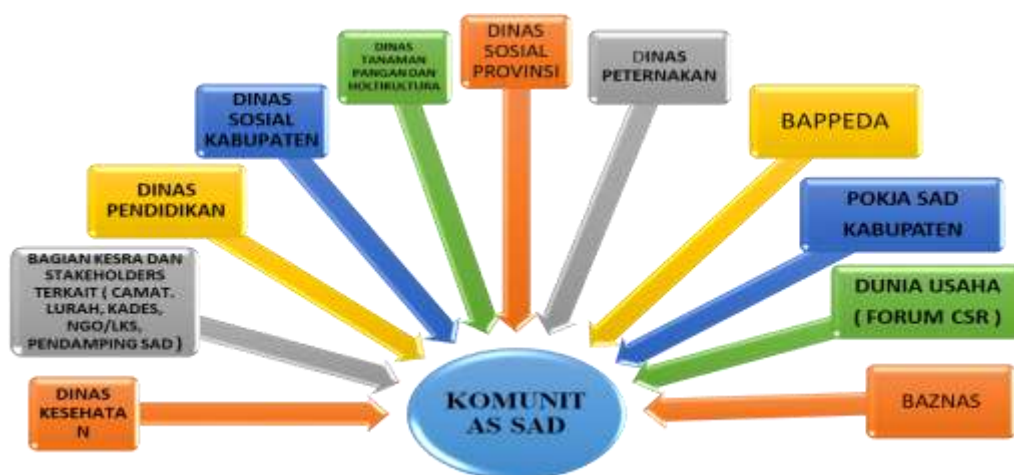 DINAS
KESEHATA
N
BAGIAN KESRA DAN
STAKEHOLDERS
TERKAIT ( CAMAT.
LURAH, KADES,
NGO/LKS,
PENDAMPING SAD )
DINAS
PENDIDIKAN
DINAS
SOSIAL
KABUPATEN
DINAS
TANAMAN
PANGAN DAN
HOLTIKULTURA
DINAS
SOSIAL
PROVINSI
DINAS
PETERNAKAN
BAPPEDA
POKJA SAD
KABUPATEN
DUNIA USAHA
( FORUM CSR )
BAZNAS
KOMUNIT
AS SAD